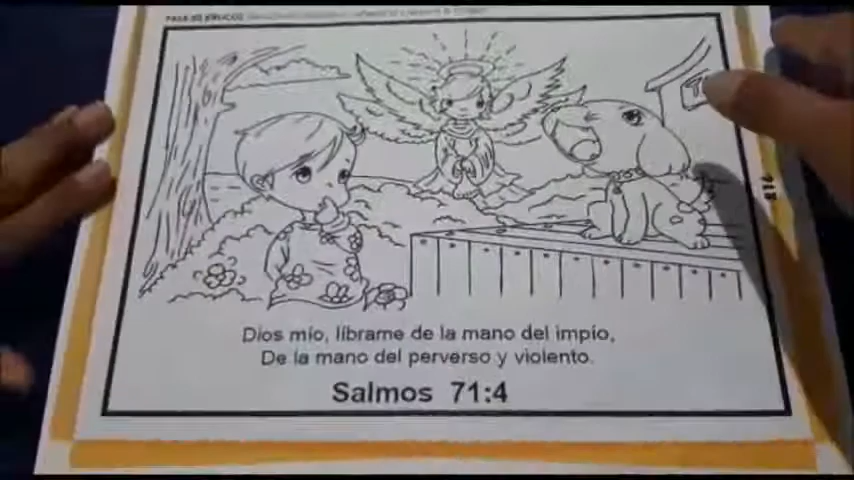 Dios mío, líbrame de la mano del impío,
De la mano del perverso y violento.
Salmos 71:4